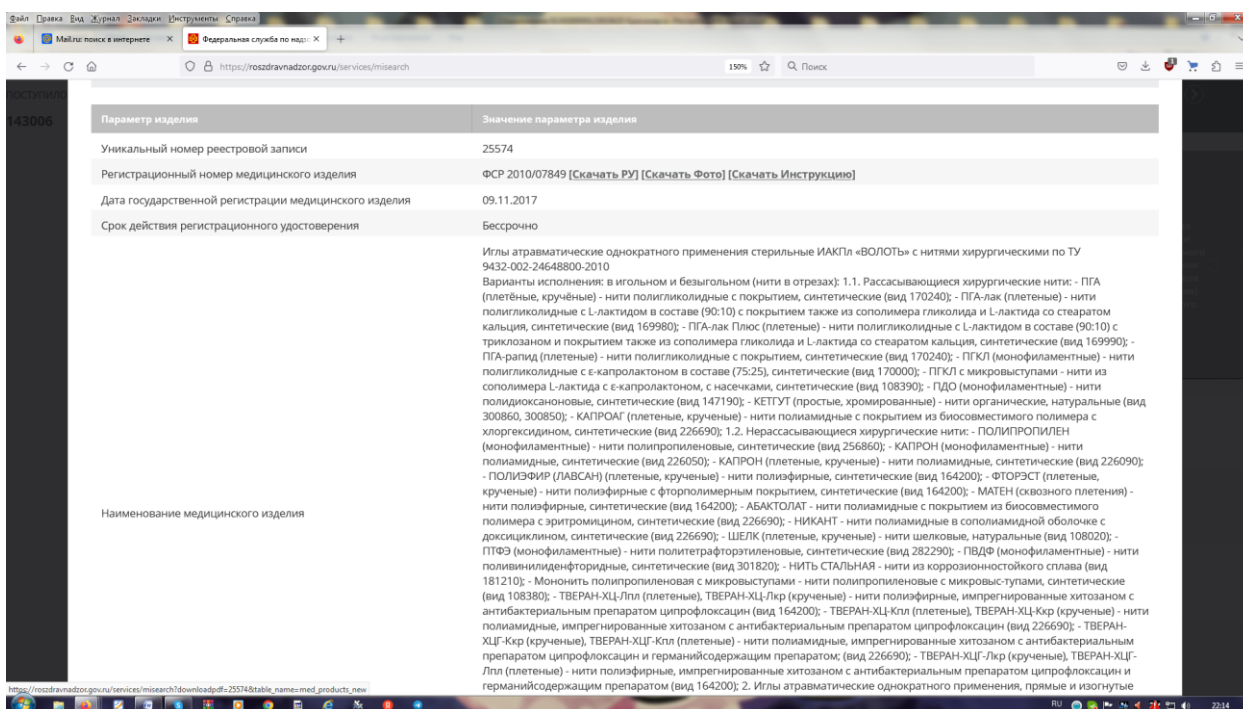 Файл Правка Вид Журнал Закладки Инструменты Справка
Mail.ru: поиск в интернете
Федеральная служба по надз
https://roszdravnadzor.gov.ru/services/misearch
150%
Поиск
ПОСТУПИЛО
143006
Параметр изделия Значение параметра изделия
Уникальный номер реестровой записи 25574
Регистрационный номер медицинского изделия ФСР 2010/07849 [Скачать РУ] [Скачать Фото] [Скачать Инструкцию]
Дата государственной регистрации медицинского изделия 09.11.2017
Срок действия регистрационного удостоверения Бессрочно
Наименование медицинского изделия
Иглы атравматические однократного применения стерильные ИАКПл «ВОЛОТЬ» с нитями хирургическими по ТУ
9432-002-24648800-2010
Варианты исполнения: в игольном и безыгольном (нити в отрезах): 1.1. Рассасывающиеся хирургические нити: - ПГА
(плетёные, кручёные) - нити полигликолидные с покрытием, синтетические (вид 170240); - ПГА-лак (плетеные) - нити
полигликолидные с L-лактидом в составе (90:10) с покрытием также из сополимера гликолида и L-лактида со стеаратом
кальция, синтетические (вид 169980); - ПГА-лак Плюс (плетеные) - нити полигликолидные с L-лактидом в составе (90:10) с
триклозаном и покрытием также из сополимера гликолида и L-лактида со стеаратом кальция, синтетические (вид 169990); -
ПГА-рапид (плетеные) - нити полигликолидные с покрытием, синтетические (вид 170240); - ПГКЛ (монофиламентные) - нити
полигликолидные с ε-капролактоном в составе (75:25), синтетические (вид 170000); - ПГКЛ с микровыступами - нити из
сополимера L-лактида с ε-капролактоном, с насечками, синтетические (вид 108390); - ПДО (монофиламентные) - нити
полидиоксаноновые, синтетические (вид 147190); - КЕТГУТ (простые, хромированные) - нити органические, натуральные (вид
300860, 300850); - КАПРОАГ (плетеные, крученые) - нити полиамидные с покрытием из биосовместимого полимера с
хлоргексидином, синтетические (вид 226690); 1.2. Нерассасывающиеся хирургические нити: - ПОЛИПРОПИЛЕН
(монофиламентные) - нити полипропиленовые, синтетические (вид 256860); - КАПРОН (монофиламентные) - нити
полиамидные, синтетические (вид 226050); - КАПРОН (плетеные, крученые) - нити полиамидные, синтетические (вид 226090);
- ПОЛИЭФИР (ЛАВСАН) (плетеные, крученые) - нити полиэфирные, синтетические (вид 164200); - ФТОРЭСТ (плетеные,
крученые) - нити полиэфирные с фторполимерным покрытием, синтетические (вид 164200); - МАТЕН (сквозного плетения) -
нити полиэфирные, синтетические (вид 164200); - АБАКТОЛАТ - нити полиамидные с покрытием из биосовместимого
полимера с эритромицином, синтетические (вид 226690); - НИКАНТ - нити полиамидные в сополиамидной оболочке с
доксициклином, синтетические (вид 226690); - ШЕЛК (плетеные, крученые) - нити шелковые, натуральные (вид 108020); -
ПТФЭ (монофиламентные) - нити политетрафторэтиленовые, синтетические (вид 282290); - ПВДФ (монофиламентные) - нити
поливинилиденфторидные, синтетические (вид 301820); - НИТЬ СТАЛЬНАЯ - нити из коррозионностойкого сплава (вид
181210); - Мононить полипропиленовая с микровыступами - нити полипропиленовые с микровыс-тупами, синтетические
(вид 108380); - ТВЕРАН-ХЦ-Лпл (плетеные), ТВЕРАН-ХЦ-Лкр (крученые) - нити полиэфирные, импрегнированные хитозаном с
антибактериальным препаратом ципрофлоксацин (вид 164200); - ТВЕРАН-ХЦ-Кпл (плетеные), ТВЕРАН-ХЦ-Ккр (крученые) - нити
полиамидные, импрегнированные хитозаном с антибактериальным препаратом ципрофлоксацин (вид 226690); - ТВЕРАН-
ХЦГ-Ккр (крученые), ТВЕРАН-ХЦГ-Кпл (плетеные) - нити полиамидные, импрегнированные хитозаном с антибактериальным
препаратом ципрофлоксацин и германийсодержащим препаратом; (вид 226690); - ТВЕРАН-ХЦГ-Лкр (крученые), ТВЕРАН-ХЦГ-
Лпл (плетеные) - нити полиэфирные, импрегнированные хитозаном с антибактериальным препаратом ципрофлоксацин и
германийсодержащим препаратом (вид 164200); 2. Иглы атравматические однократного применения, прямые и изогнутые
https://roszdravnadzor.gov.ru/services/misearch?downloadpdf=25574&table_name=med_products_new
RU
22:14